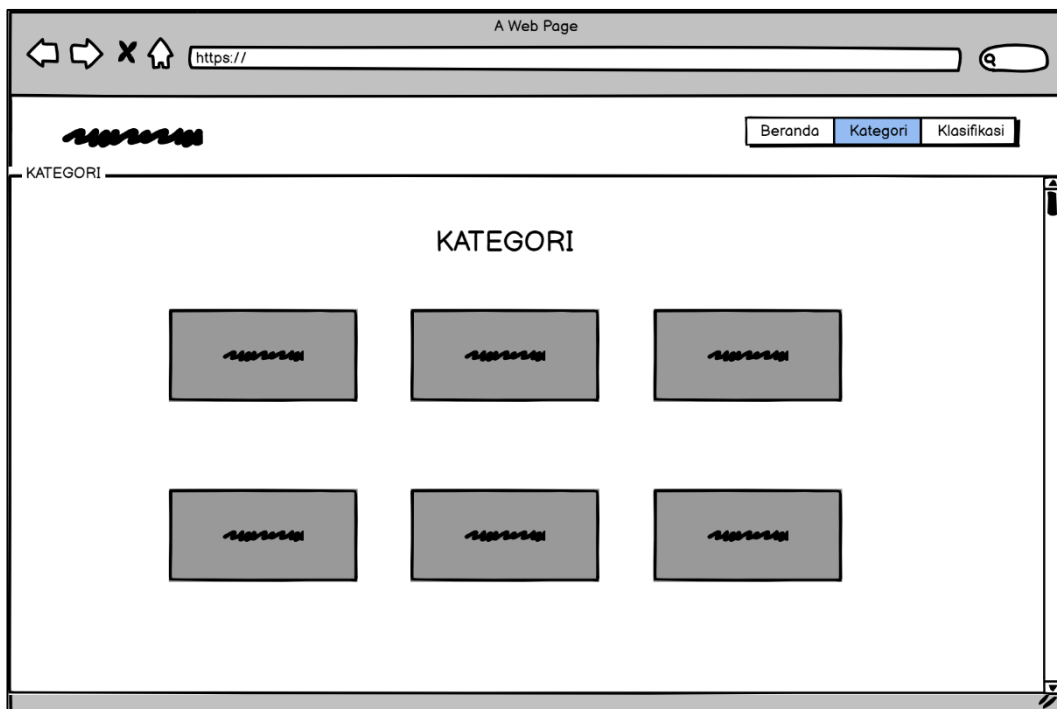 A Web Page
https://
Beranda Kategori Klasifikasi
KATEGORI
KATEGORI